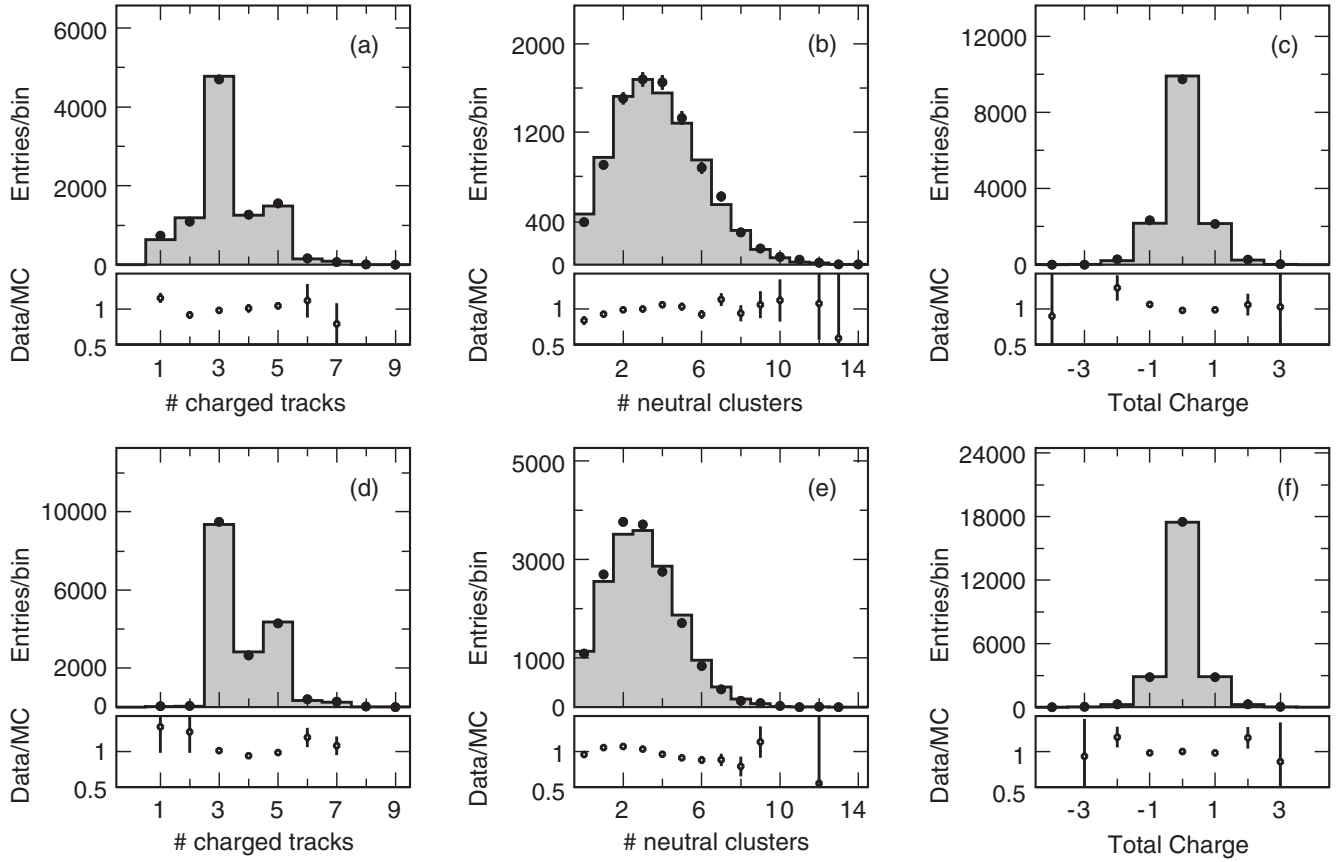 6000
4000
2000
0
Entries/bin
(a)
1
0.5
Data/MC
1 3 5 7 9
# charged tracks
2000
1200
400
0
Entries/bin
(b)
1
0.5
Data/MC
2 6 10 14
# neutral clusters
12000
8000
4000
0
Entries/bin
(c)
1
0.5
Data/MC
-3 -1 1 3
Total Charge
10000
6000
2000
0
Entries/bin
(d)
1
0.5
Data/MC
1 3 5 7 9
# charged tracks
5000
3000
1000
0
Entries/bin
(e)
1
0.5
Data/MC
2 6 10 14
# neutral clusters
24000
18000
12000
6000
0
Entries/bin
(f)
1
0.5
Data/MC
-3 -1 1 3
Total Charge